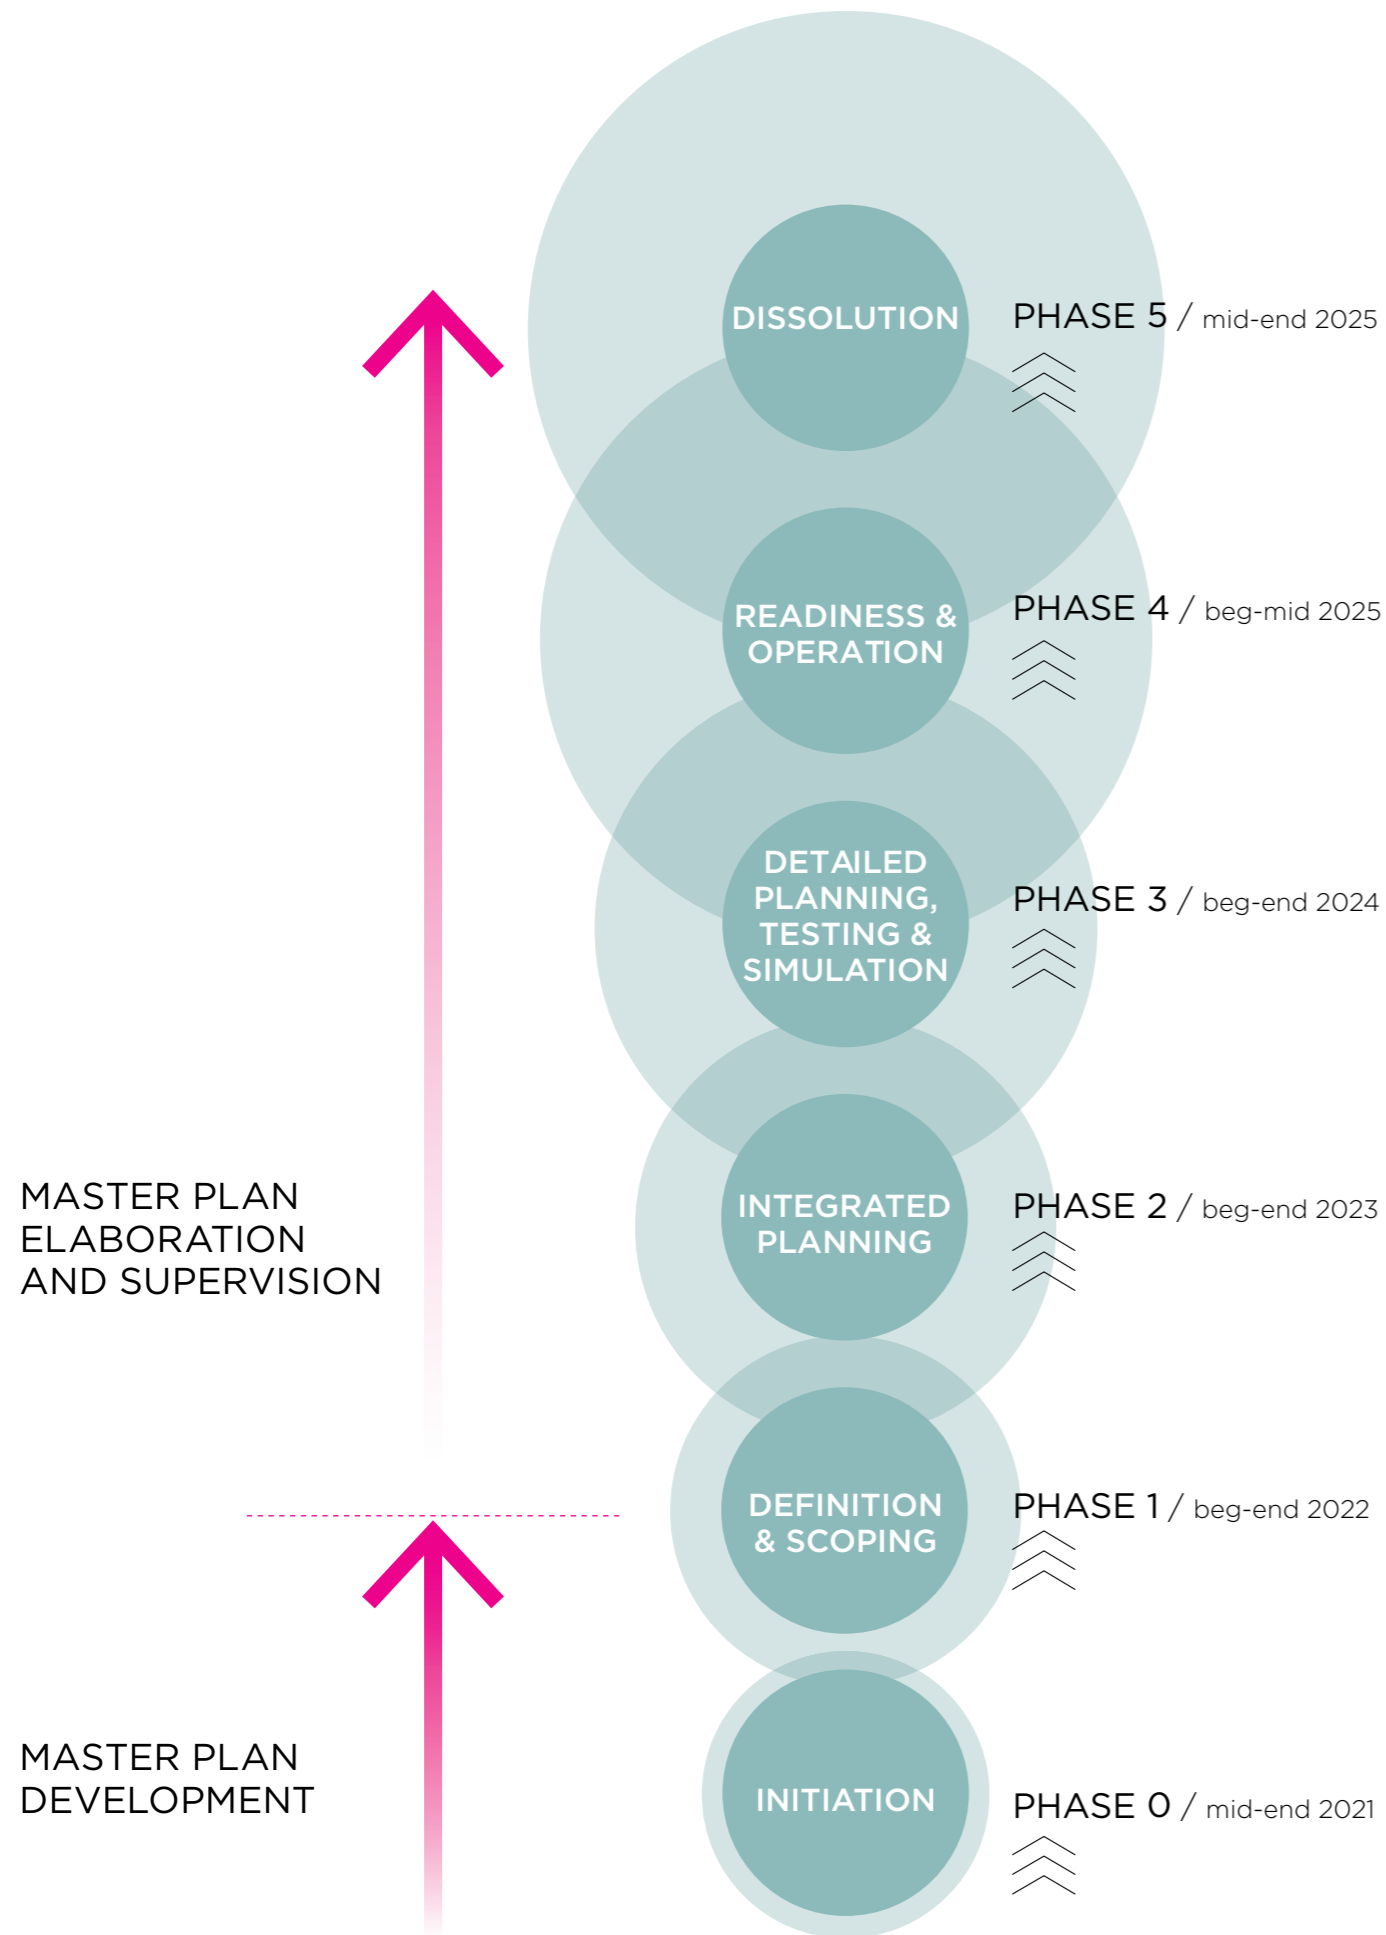 DISSOLUTION
PHASE 5 / mid-end 2025
READINESS &
OPERATION
PHASE 4 / beg-mid 2025
DETAILED
PLANNING,
TESTING &
SIMULATION
PHASE 3 / beg-end 2024
MASTER PLAN
ELABORATION
AND SUPERVISION
INTEGRATED
PLANNING
PHASE 2 / beg-end 2023
DEFINITION
& SCOPING
PHASE 1 / beg-end 2022
MASTER PLAN
DEVELOPMENT
INITIATION
PHASE 0 / mid-end 2021